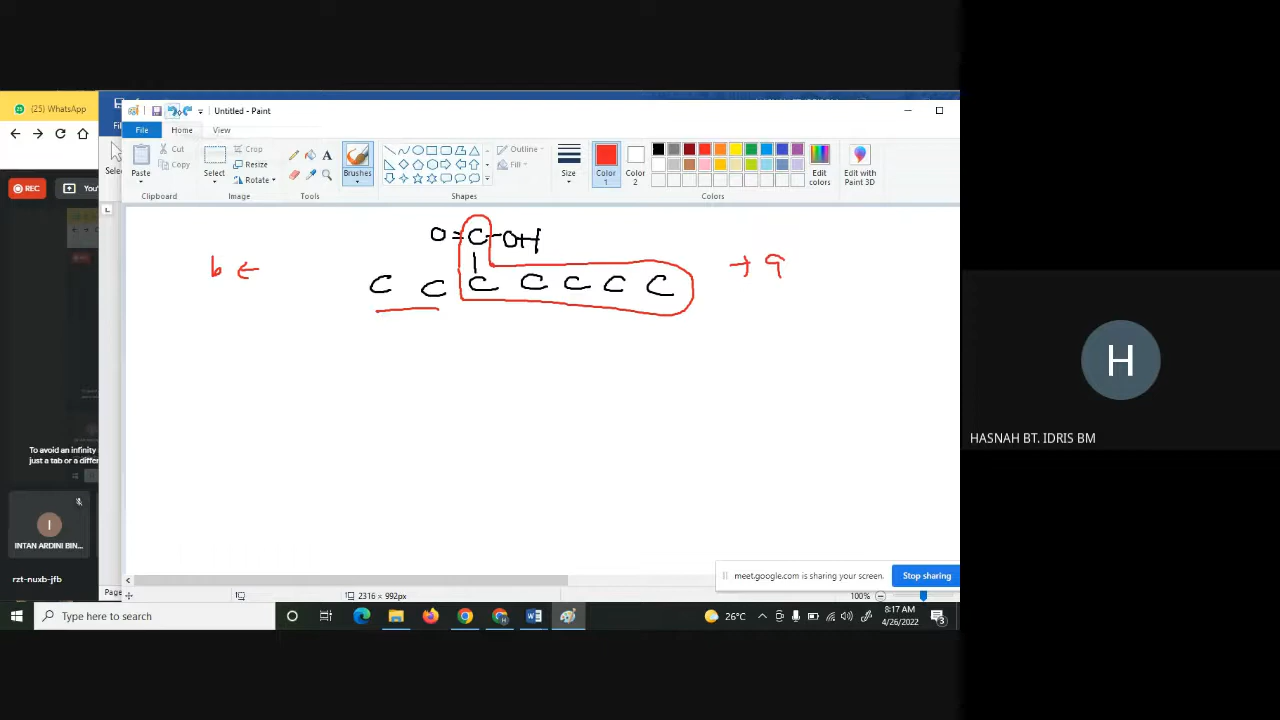 (25) WhatsApp
Untitled - Paint
File Home View
Cut
Copy
Paste
Crop
Resize
Rotate
Select
A
Brushes
Outline
Fill
Size
Color
1
Color
2
Edit
colors
Edit with
Paint 3D
Clipboard
Image
Tools
Shapes
Colors
REC
O = C - OH
b ← → 9
C C C C C C C
To avoid an infinity
just a tab or a differe
I
INTAN ARDINI BIN...
rzt-nuxb-jfb
H
HASNAH BT. IDRIS BM
meet.google.com is sharing your screen.
Stop sharing
Page
2316 × 992px
100%
Type here to search
26°C
8:17 AM
4/26/2022
3